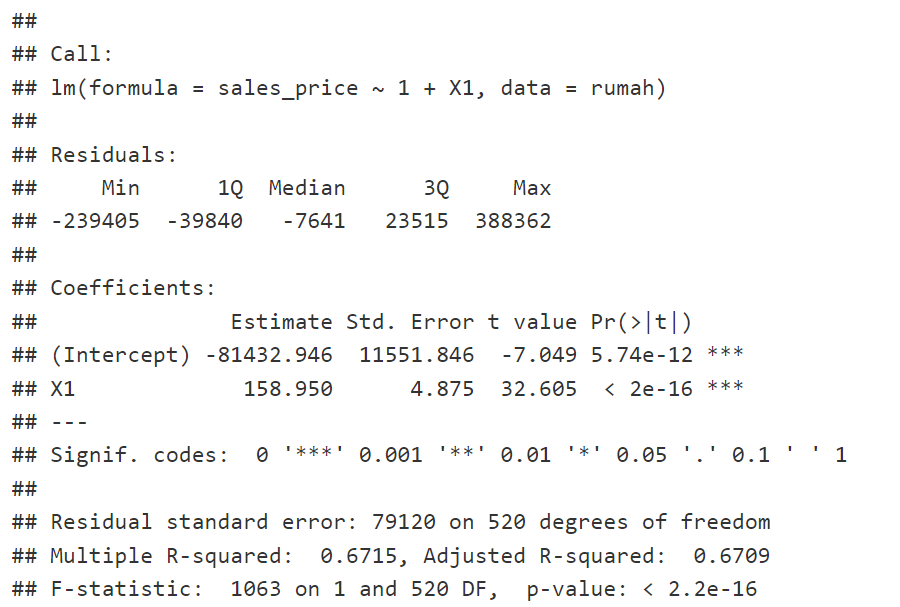 ##
## Call:
## lm(formula = sales_price ~ 1 + X1, data = rumah)
##
## Residuals:
##     Min      1Q  Median      3Q     Max
## -239405  -39840   -7641   23515  388362
##
## Coefficients:
##               Estimate Std. Error t value Pr(>|t|)
## (Intercept) -81432.946  11551.846  -7.049 5.74e-12 ***
## X1             158.950      4.875  32.605  < 2e-16 ***
## ---
## Signif. codes:  0 '***' 0.001 '**' 0.01 '*' 0.05 '.' 0.1 ' ' 1
##
## Residual standard error: 79120 on 520 degrees of freedom
## Multiple R-squared:  0.6715, Adjusted R-squared:  0.6709
## F-statistic:  1063 on 1 and 520 DF,  p-value: < 2.2e-16